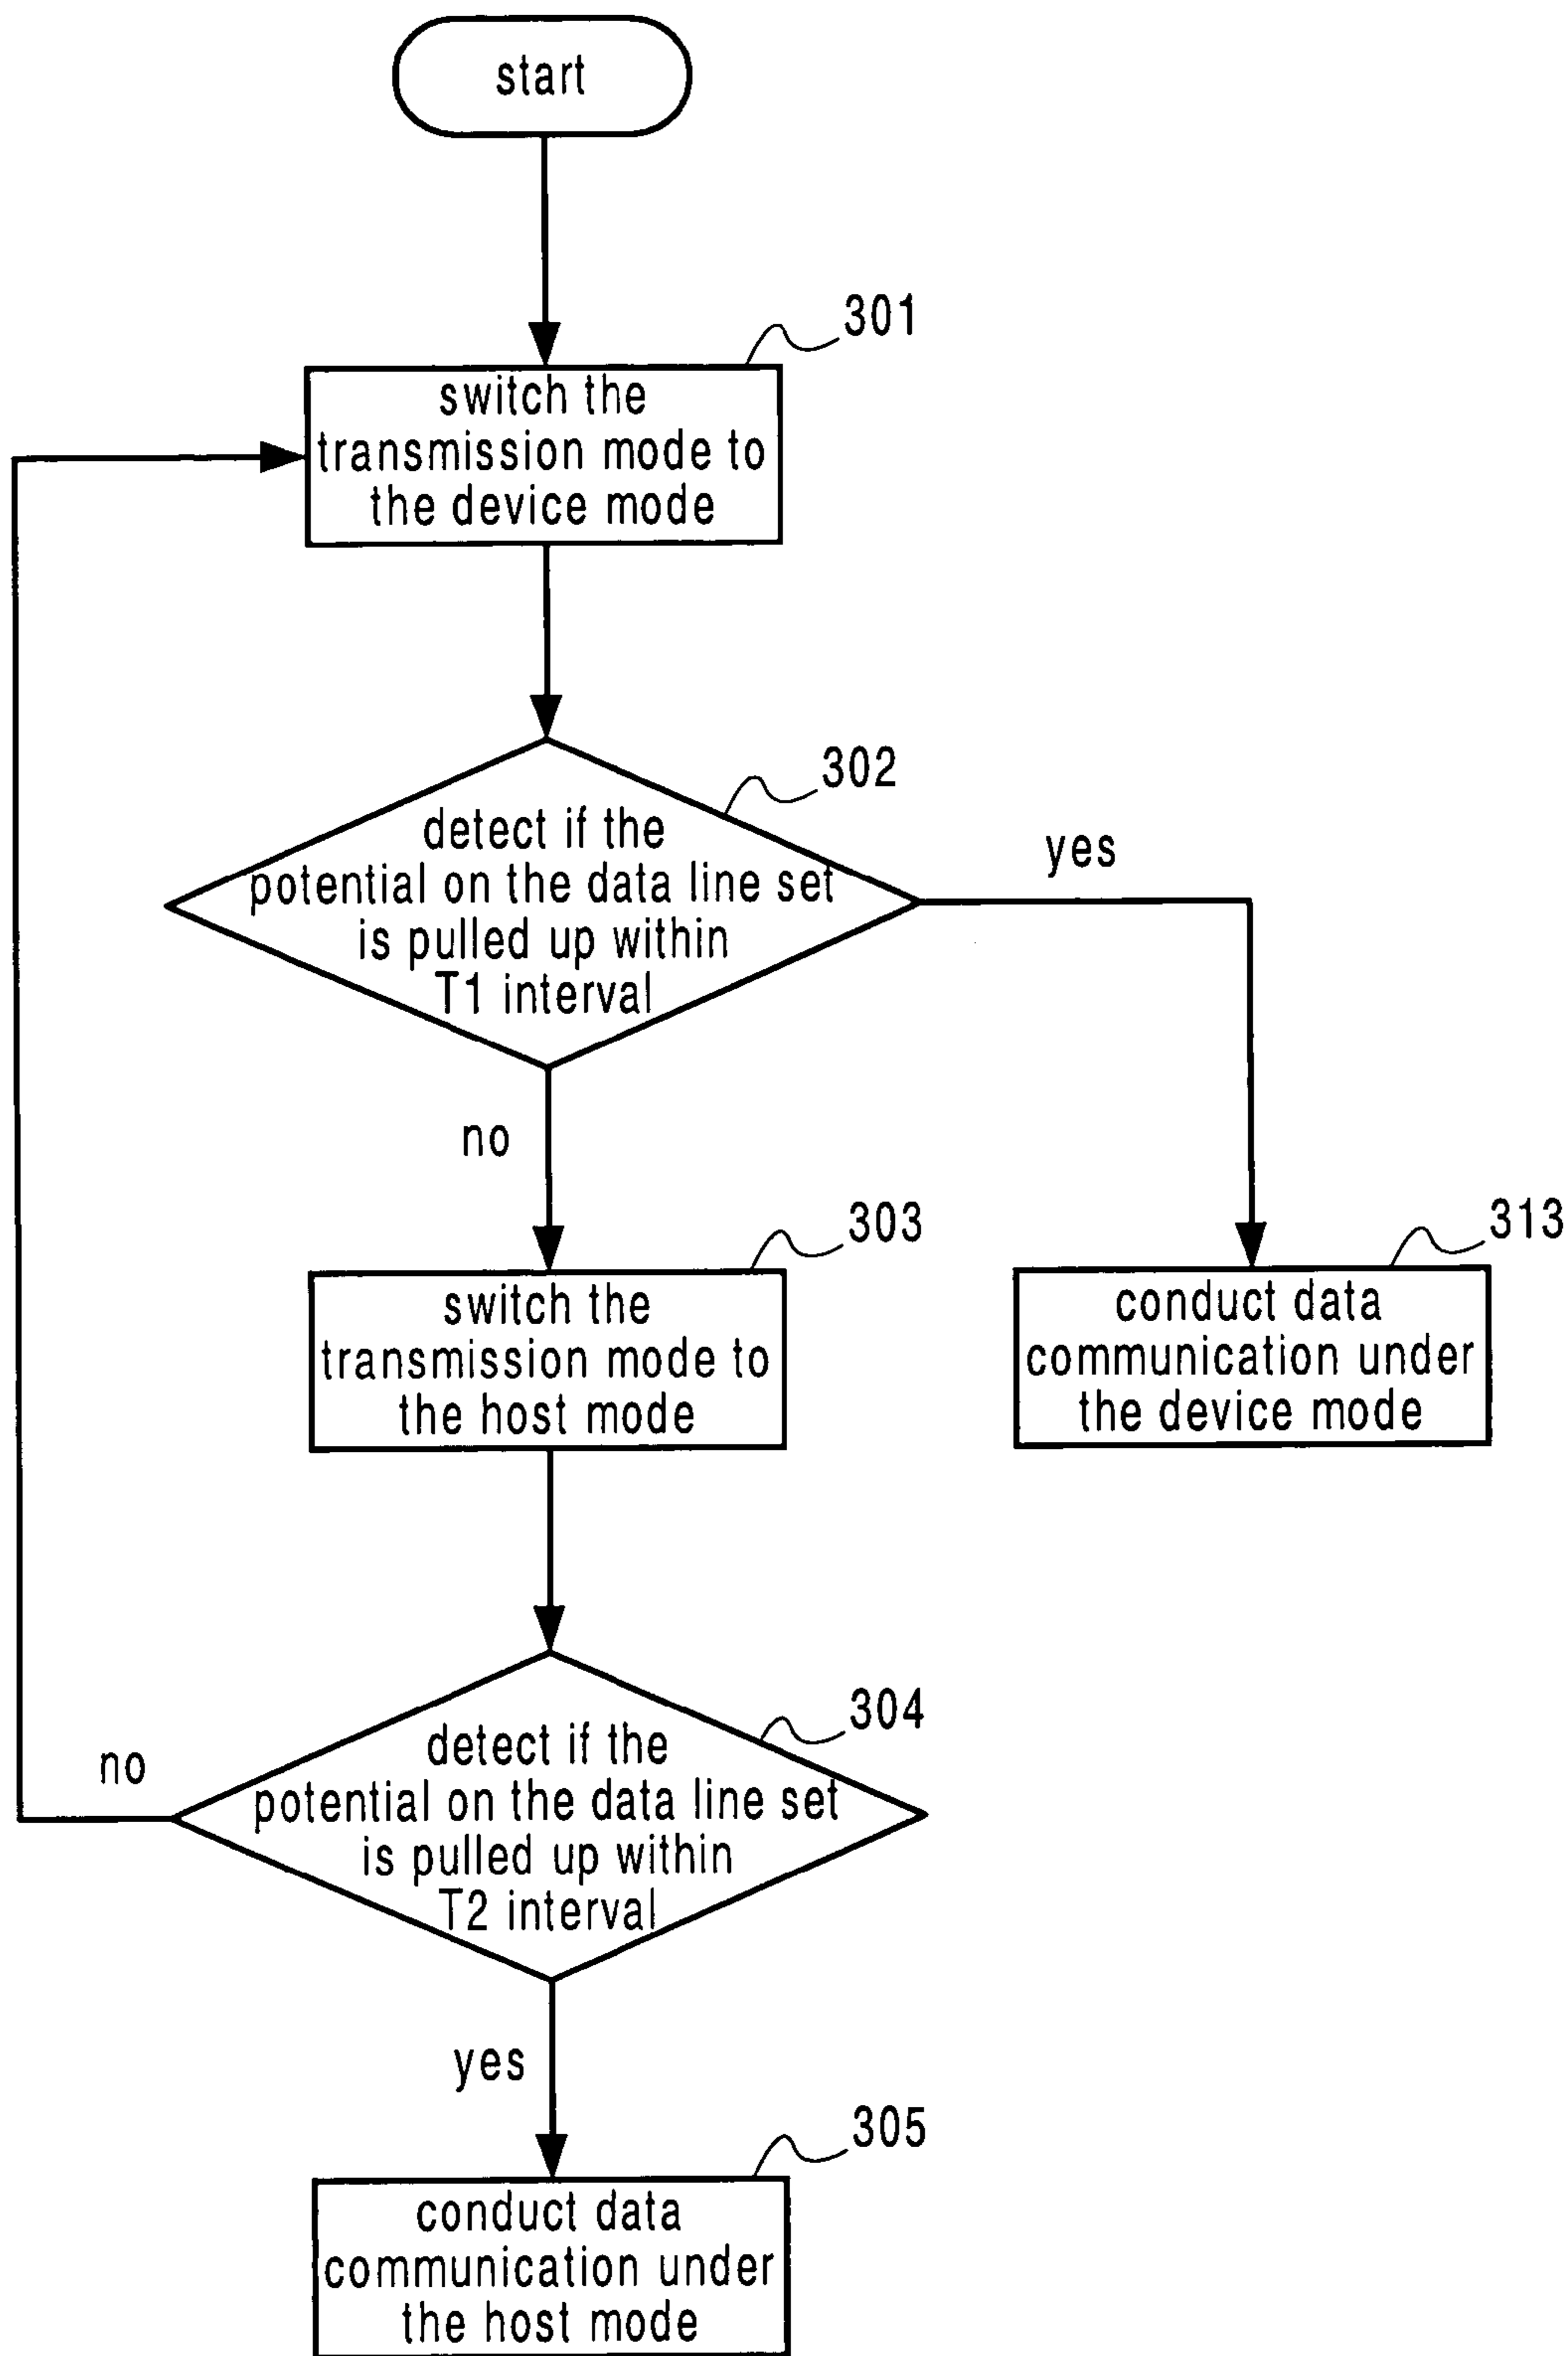 start
301
switch the
transmission mode to
the device mode
302
detect if the
potential on the data line set
is pulled up within
T1 interval
yes
no
303
switch the
transmission mode to
the host mode
313
conduct data
communication under
the device mode
304
detect if the
potential on the data line set
is pulled up within
T2 interval
no
yes
305
conduct data
communication under
the host mode